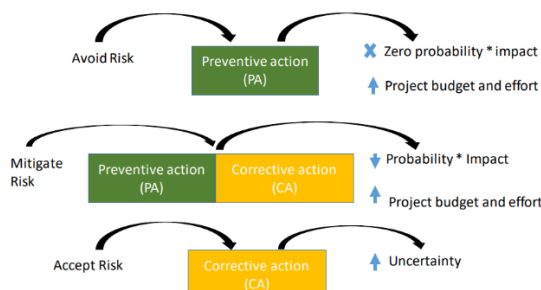 Avoid Risk
Preventive action
(PA)
Zero probability * impact
Project budget and effort
Mitigate
Risk
Preventive action
(PA)
Corrective action
(CA)
Probability * Impact
Project budget and effort
Accept Risk
Corrective action
(CA)
Uncertainty